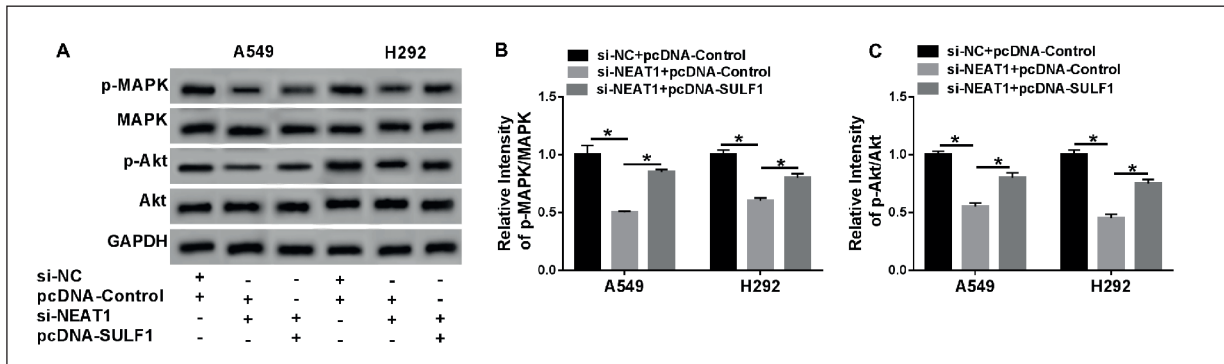 A
A549 H292
p-MAPK
MAPK
p-Akt
Akt
GAPDH
si-NC + - - + - -
pcDNA-Control + + - + + -
si-NEAT1 - + + - + +
pcDNA-SULF1 - - + - - +
B
si-NC+pcDNA-Control
si-NEAT1+pcDNA-Control
si-NEAT1+pcDNA-SULF1
Relative Intensity
of p-MAPK/MAPK
1.5
1.0
0.5
0.0
* * * *
A549 H292
C
si-NC+pcDNA-Control
si-NEAT1+pcDNA-Control
si-NEAT1+pcDNA-SULF1
Relative Intensity
of p-Akt/Akt
1.5
1.0
0.5
0.0
* * * *
A549 H292